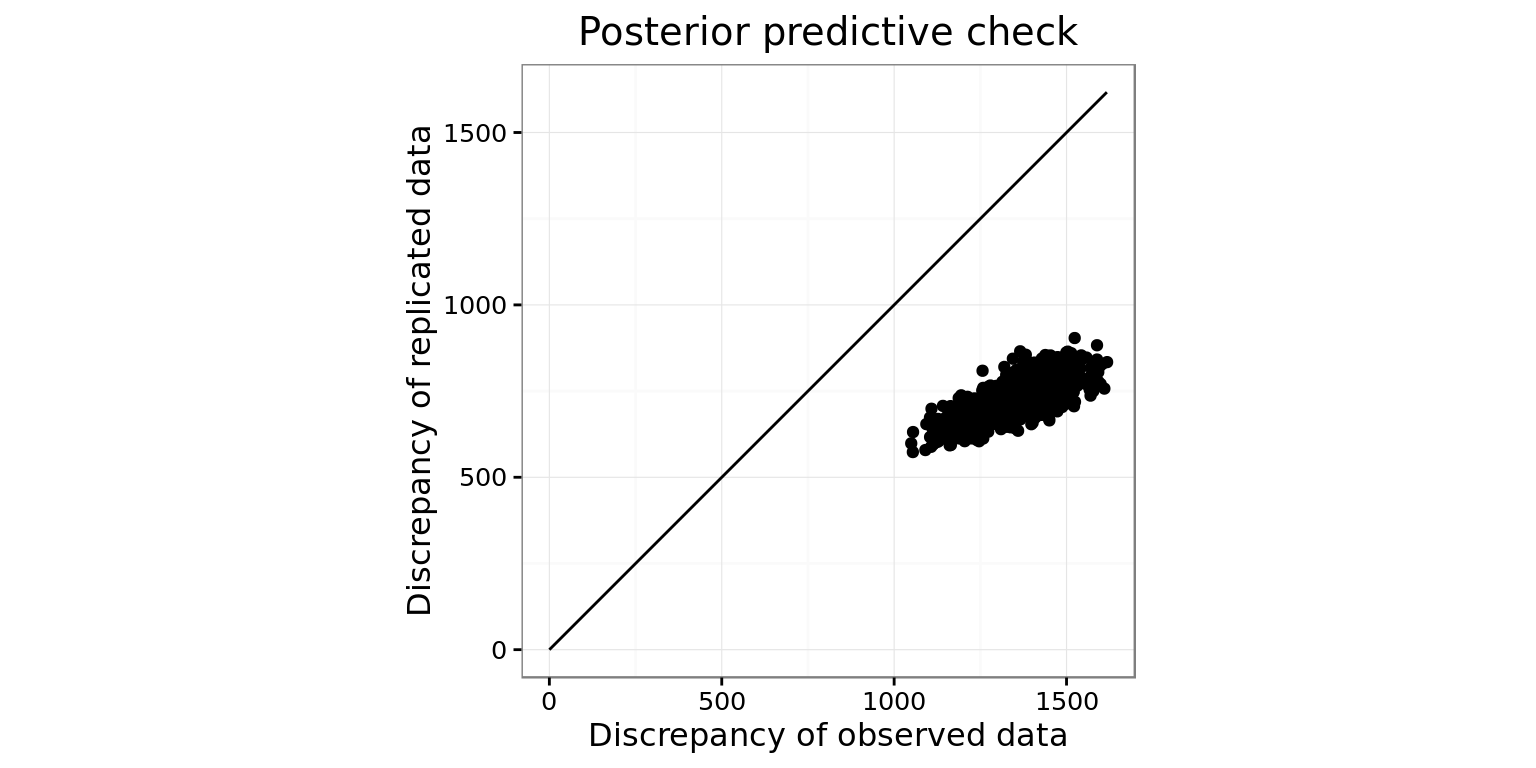 Posterior predictive check
Discrepancy of replicated data
1500
1000
500
0
0 500 1000 1500
Discrepancy of observed data